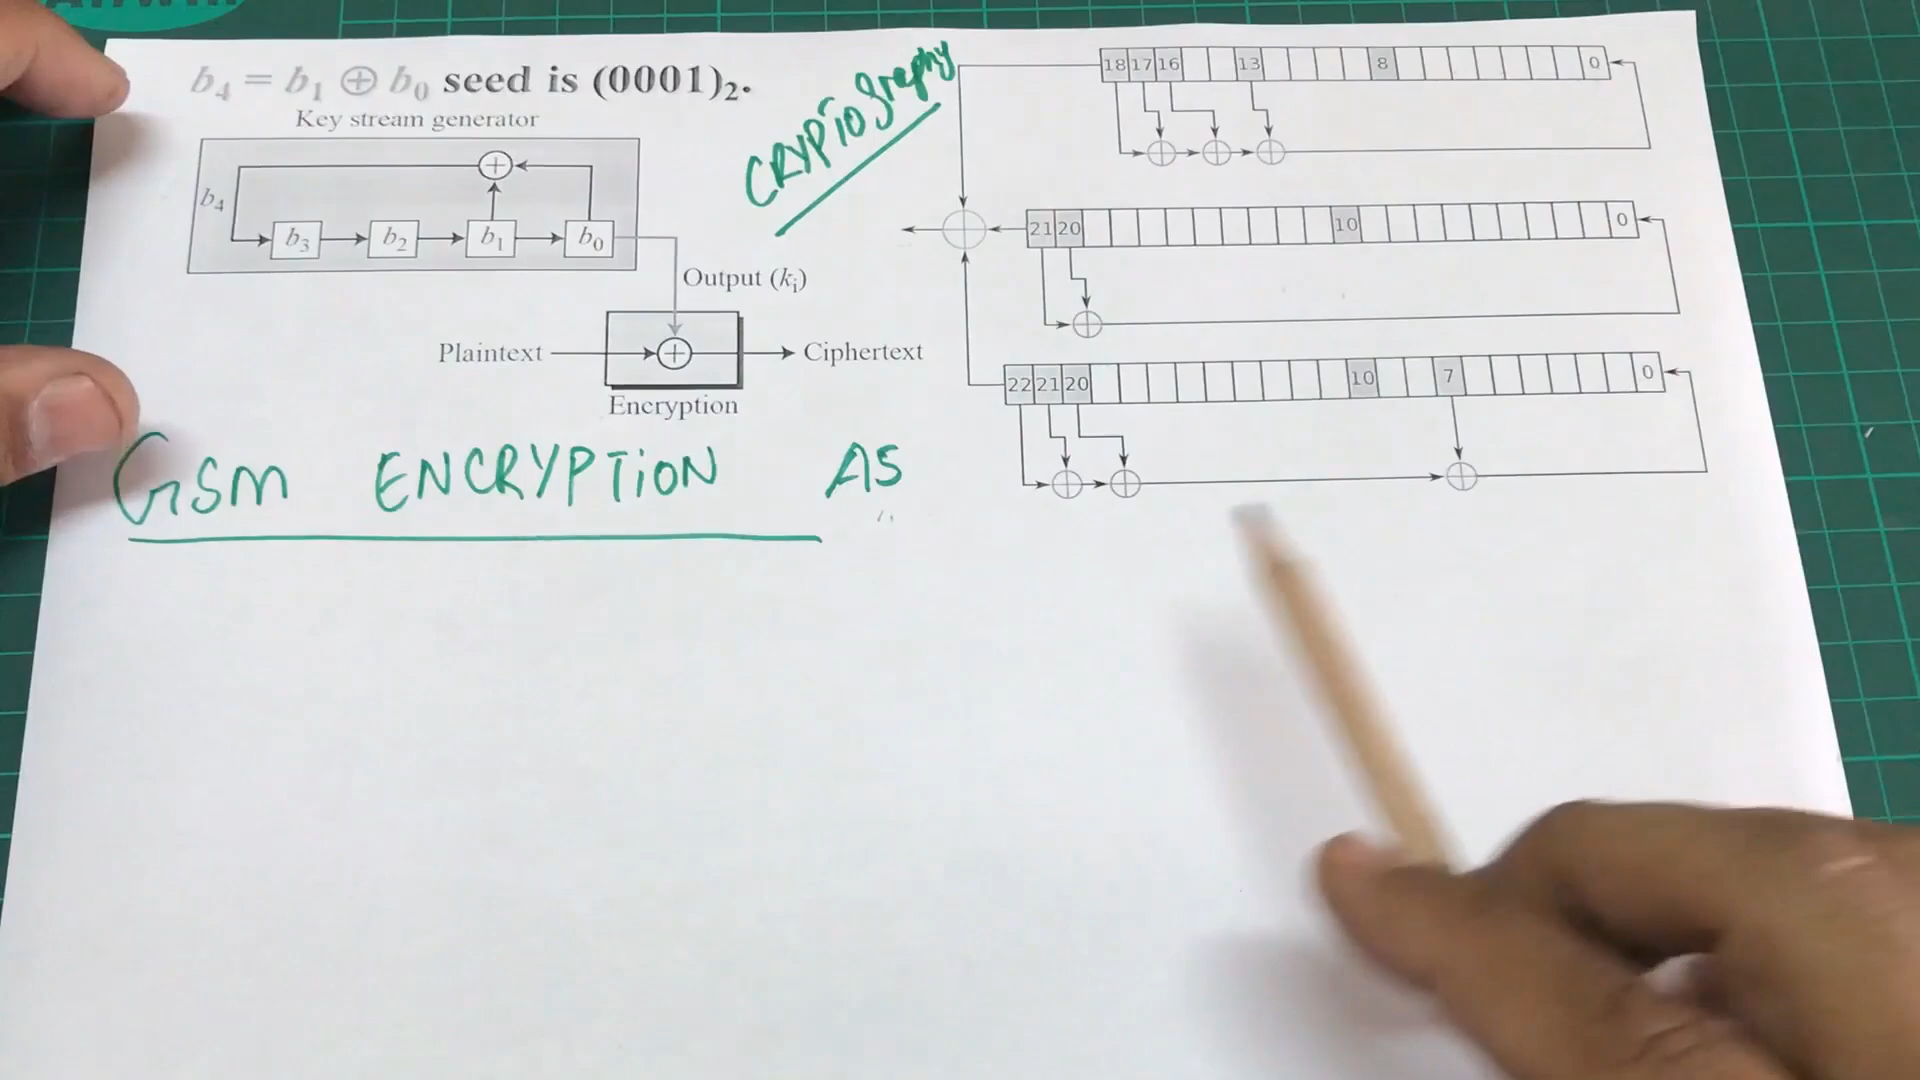 b4 = b1 ⊕ b0 seed is (0001)2.
Key stream generator
b4
b3 b2 b1 b0
Output (ki)
Plaintext
Ciphertext
Encryption
CRYPTOGraphy
18 17 16 13 8 0
21 20 10 0
22 21 20 10 7 0
GSM ENCRYPTION A5